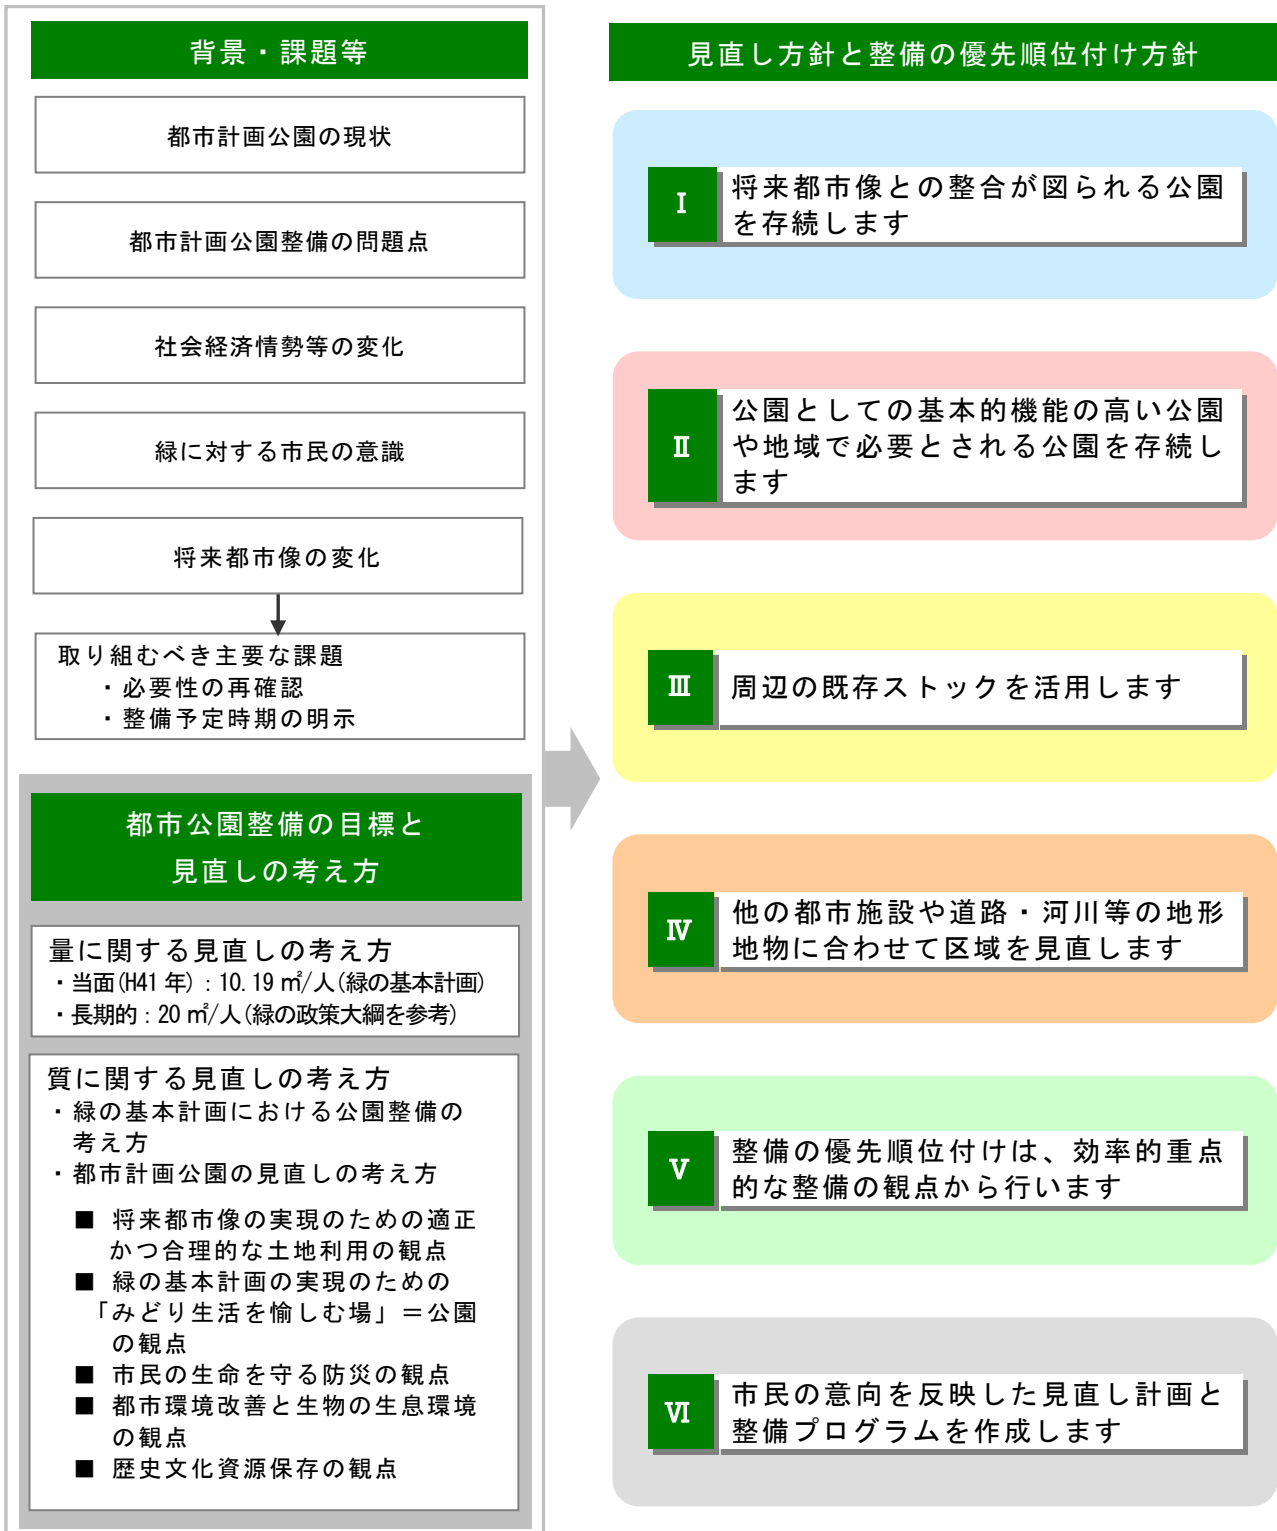 背景・課題等
都市計画公園の現状
都市計画公園整備の問題点
社会経済情勢等の変化
緑に対する市民の意識
将来都市像の変化
取り組むべき主要な課題
・必要性の再確認
・整備予定時期の明示
都市公園整備の目標と
見直しの考え方
量に関する見直しの考え方
・当面(H41年)：10.19㎡/人(緑の基本計画)
・長期的：20㎡/人(緑の政策大綱を参考)
質に関する見直しの考え方
・緑の基本計画における公園整備の
考え方
・都市計画公園の見直しの考え方
■ 将来都市像の実現のための適正
かつ合理的な土地利用の観点
■ 緑の基本計画の実現のための
「みどり生活を愉しむ場」＝公園
の観点
■ 市民の生命を守る防災の観点
■ 都市環境改善と生物の生息環境
の観点
■ 歴史文化資源保存の観点
見直し方針と整備の優先順位付け方針
Ⅰ
将来都市像との整合が図られる公園
を存続します
Ⅱ
公園としての基本的機能の高い公園
や地域で必要とされる公園を存続し
ます
Ⅲ
周辺の既存ストックを活用します
Ⅳ
他の都市施設や道路・河川等の地形
地物に合わせて区域を見直します
Ⅴ
整備の優先順位付けは、効率的重点
的な整備の観点から行います
Ⅵ
市民の意向を反映した見直し計画と
整備プログラムを作成します